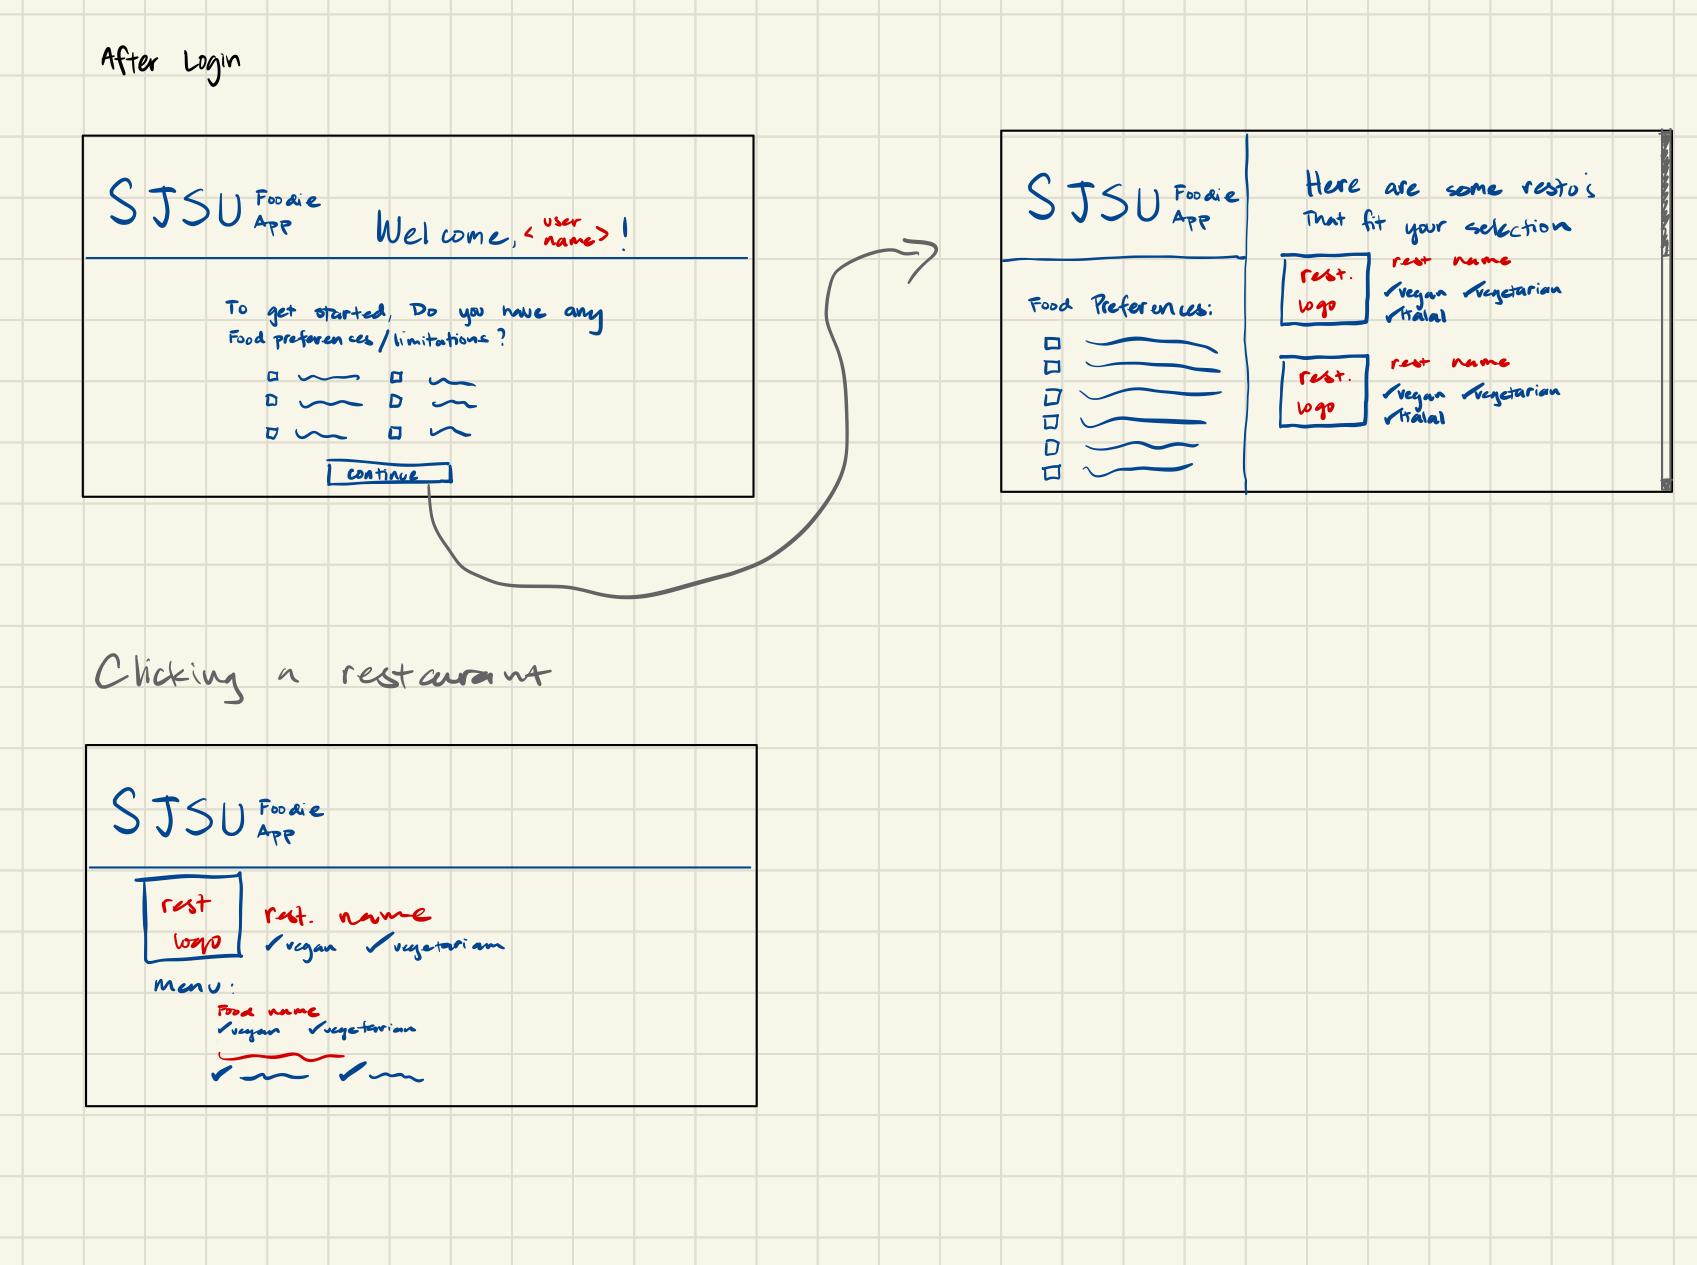 After Login
SJSU Foodie App
Welcome, <user name>!
To get started, Do you have any
Food preferences/limitations?
continue
SJSU Foodie App
Food Preferences:
Here are some resto's
That fit your selection
rest. logo
rest name
✓vegan ✓vegetarian
✓Halal
rest. logo
rest name
✓vegan ✓vegetarian
✓Halal
Clicking a restaurant
SJSU Foodie App
rest logo
rest. name
✓vegan ✓vegetarian
Menu:
Food name
✓vegan ✓vegetarian